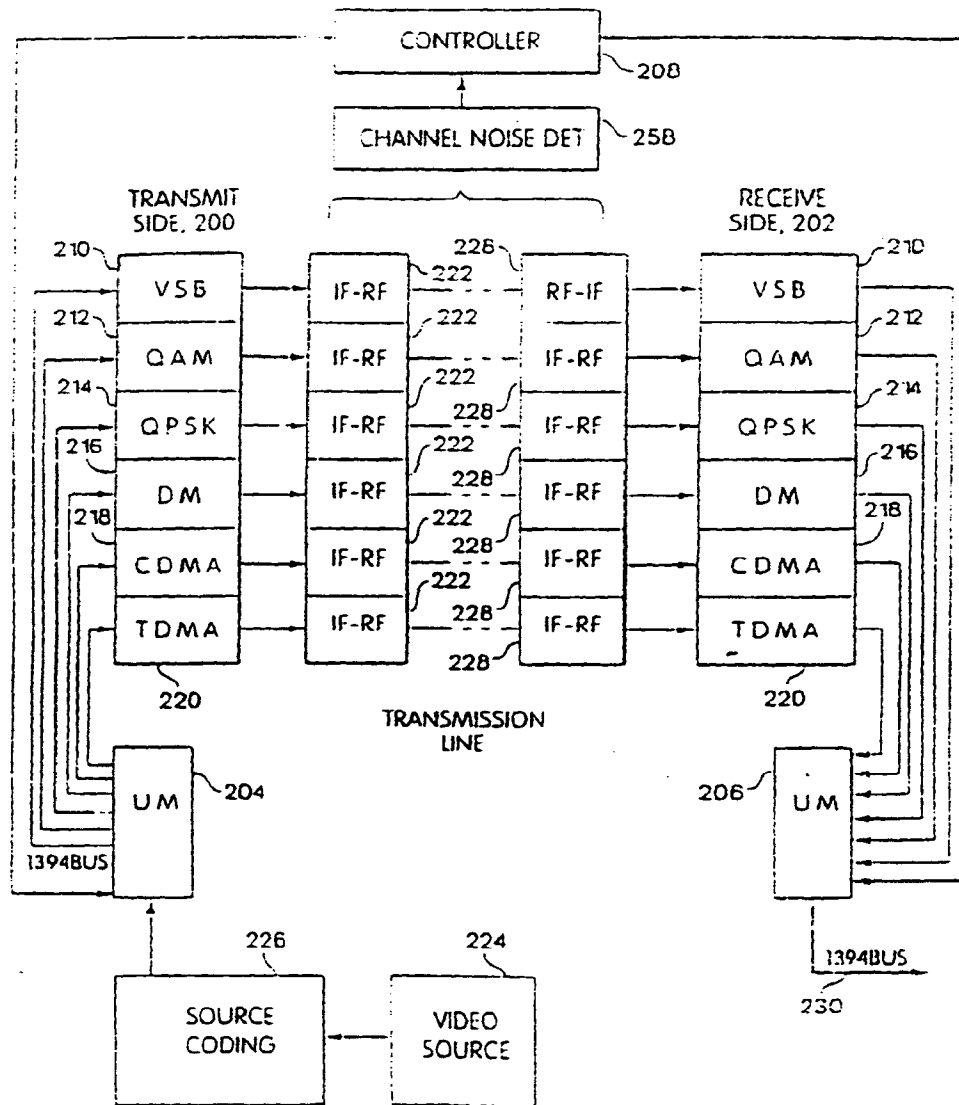 CONTROLLER
208
CHANNEL NOISE DET
258
TRANSMIT
SIDE, 200
RECEIVE
SIDE, 202
210
VSB
222
IF-RF
226
RF-IF
VSB
210
212
QAM
222
IF-RF
IF-RF
QAM
212
214
QPSK
222
IF-RF
228
IF-RF
QPSK
214
216
DM
222
IF-RF
228
IF-RF
DM
216
218
CDMA
222
IF-RF
228
IF-RF
CDMA
218
TDMA
222
IF-RF
228
IF-RF
TDMA
228
220
220
TRANSMISSION
LINE
UM
204
206
UM
1394BUS
226
224
1394BUS
230
SOURCE
CODING
VIDEO
SOURCE